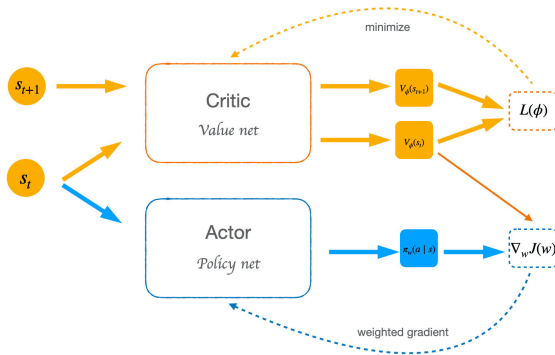 minimize
s_{t+1}
Critic
Value net
V_ϕ(s_{t+1})
L(ϕ)
V_ϕ(s_t)
s_t
Actor
Policy net
π_w(a | s)
∇_w J(w)
weighted gradient